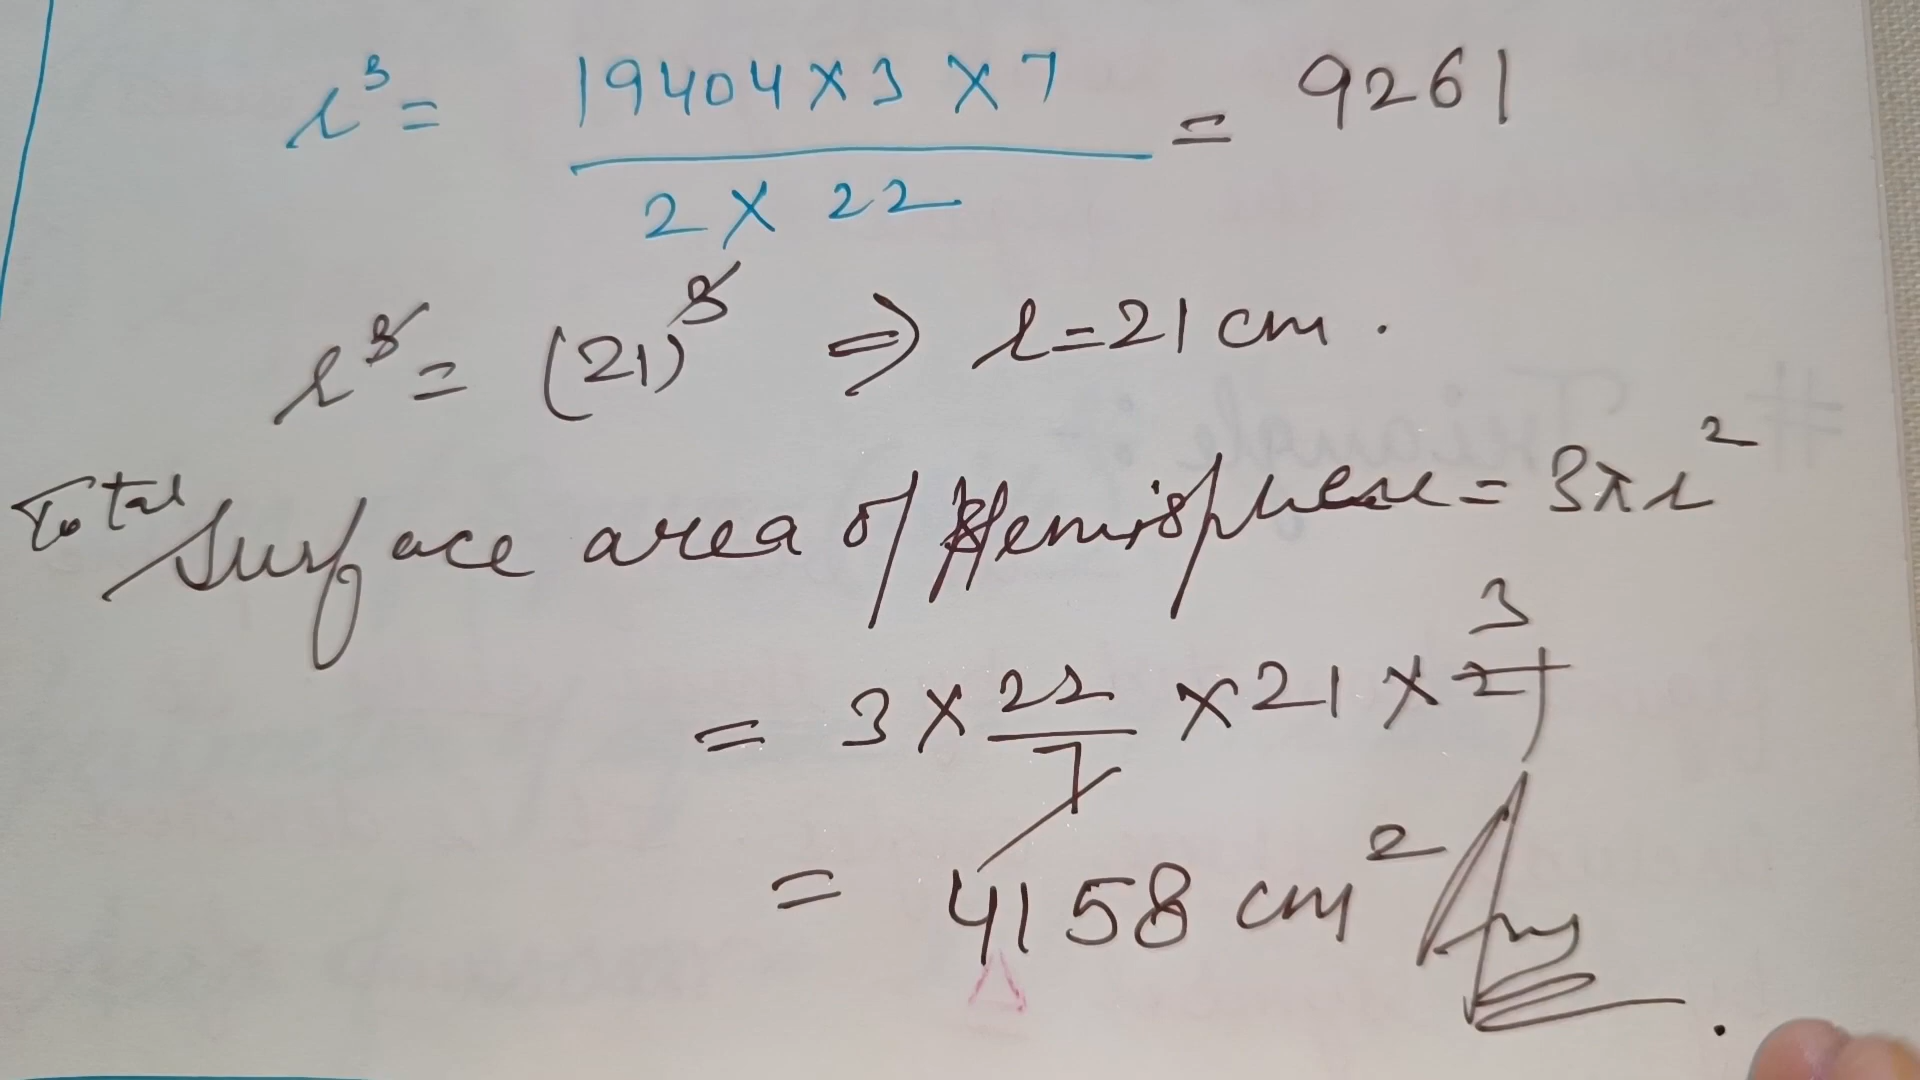 r³ = 19404 × 3 × 7 / 2 × 22 = 9261
r³ = (21)³ ⇒ r = 21 cm.
Total Surface area of Hemisphere = 3πr²
= 3 × 22/7 × 21 × 21 3
= 4158 cm² Ans.